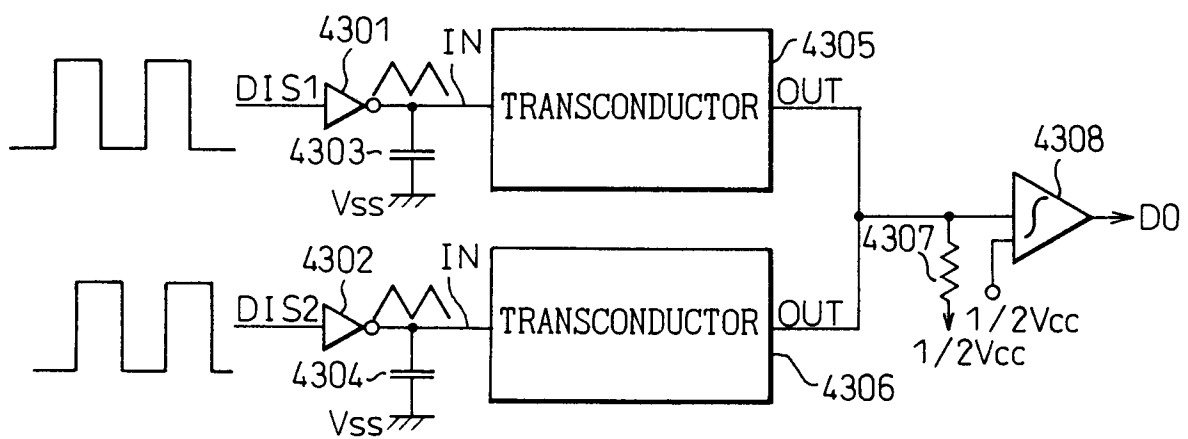 4301
IN
4305
DIS1
TRANSCONDUCTOR
OUT
4303
Vss
4308
DO
4307
1/2Vcc
1/2Vcc
4302
IN
DIS2
TRANSCONDUCTOR
OUT
4304
4306
Vss